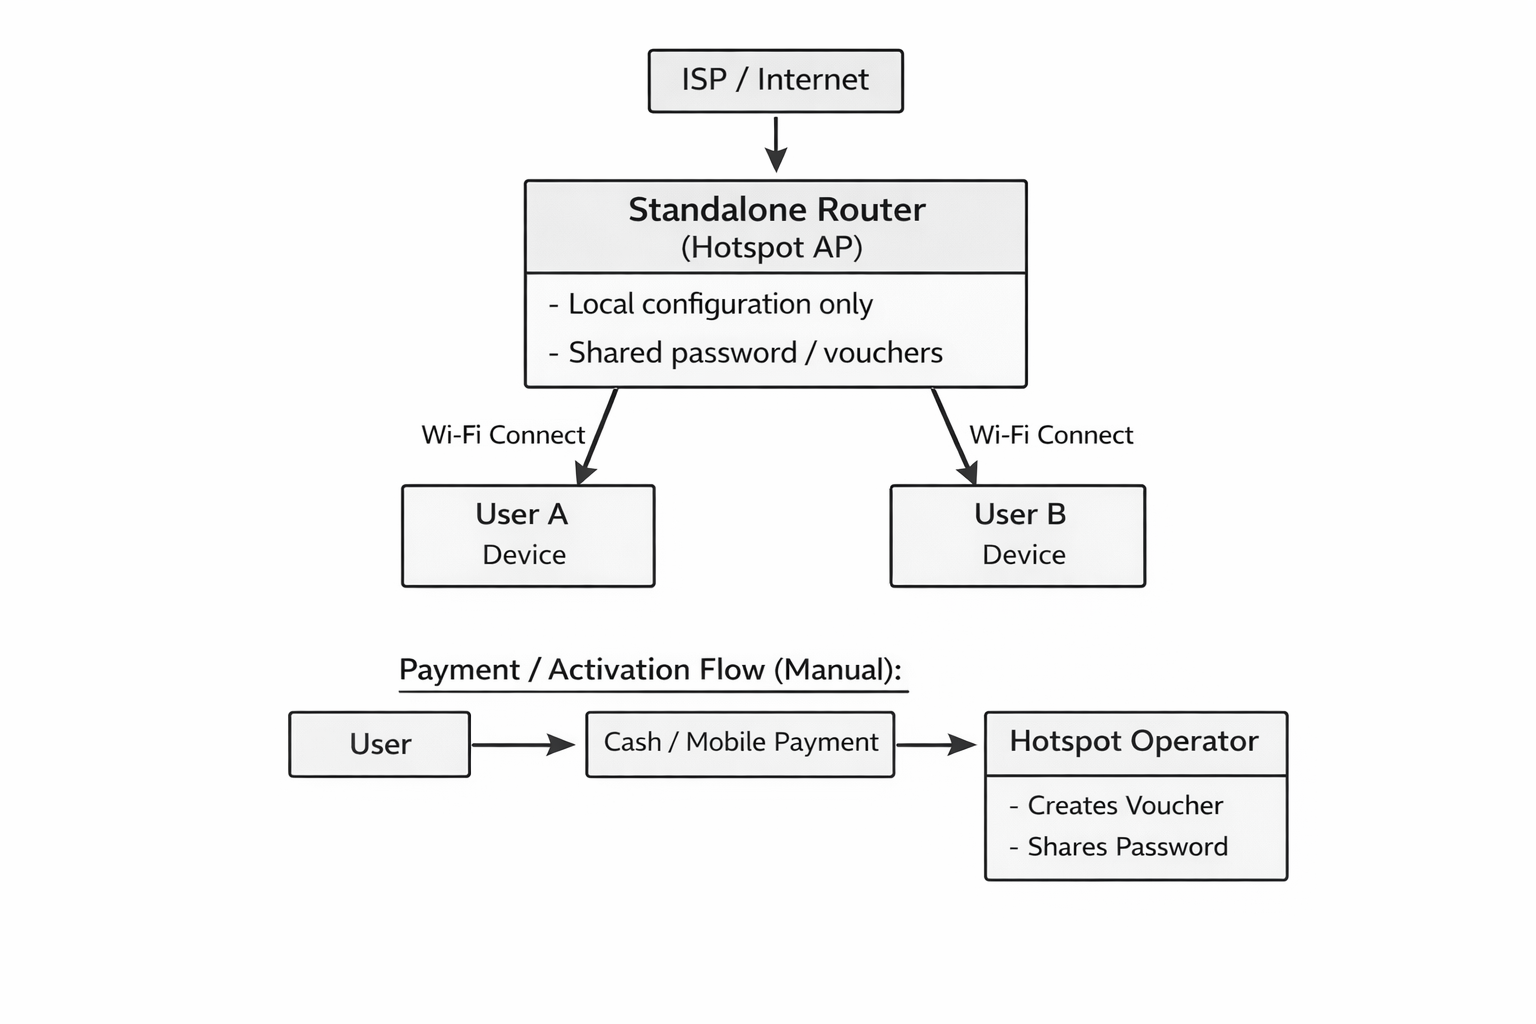 ISP / Internet
Standalone Router
(Hotspot AP)
- Local configuration only
- Shared password / vouchers
Wi-Fi Connect
Wi-Fi Connect
User A
Device
User B
Device
Payment / Activation Flow (Manual):
User
Cash / Mobile Payment
Hotspot Operator
- Creates Voucher
- Shares Password